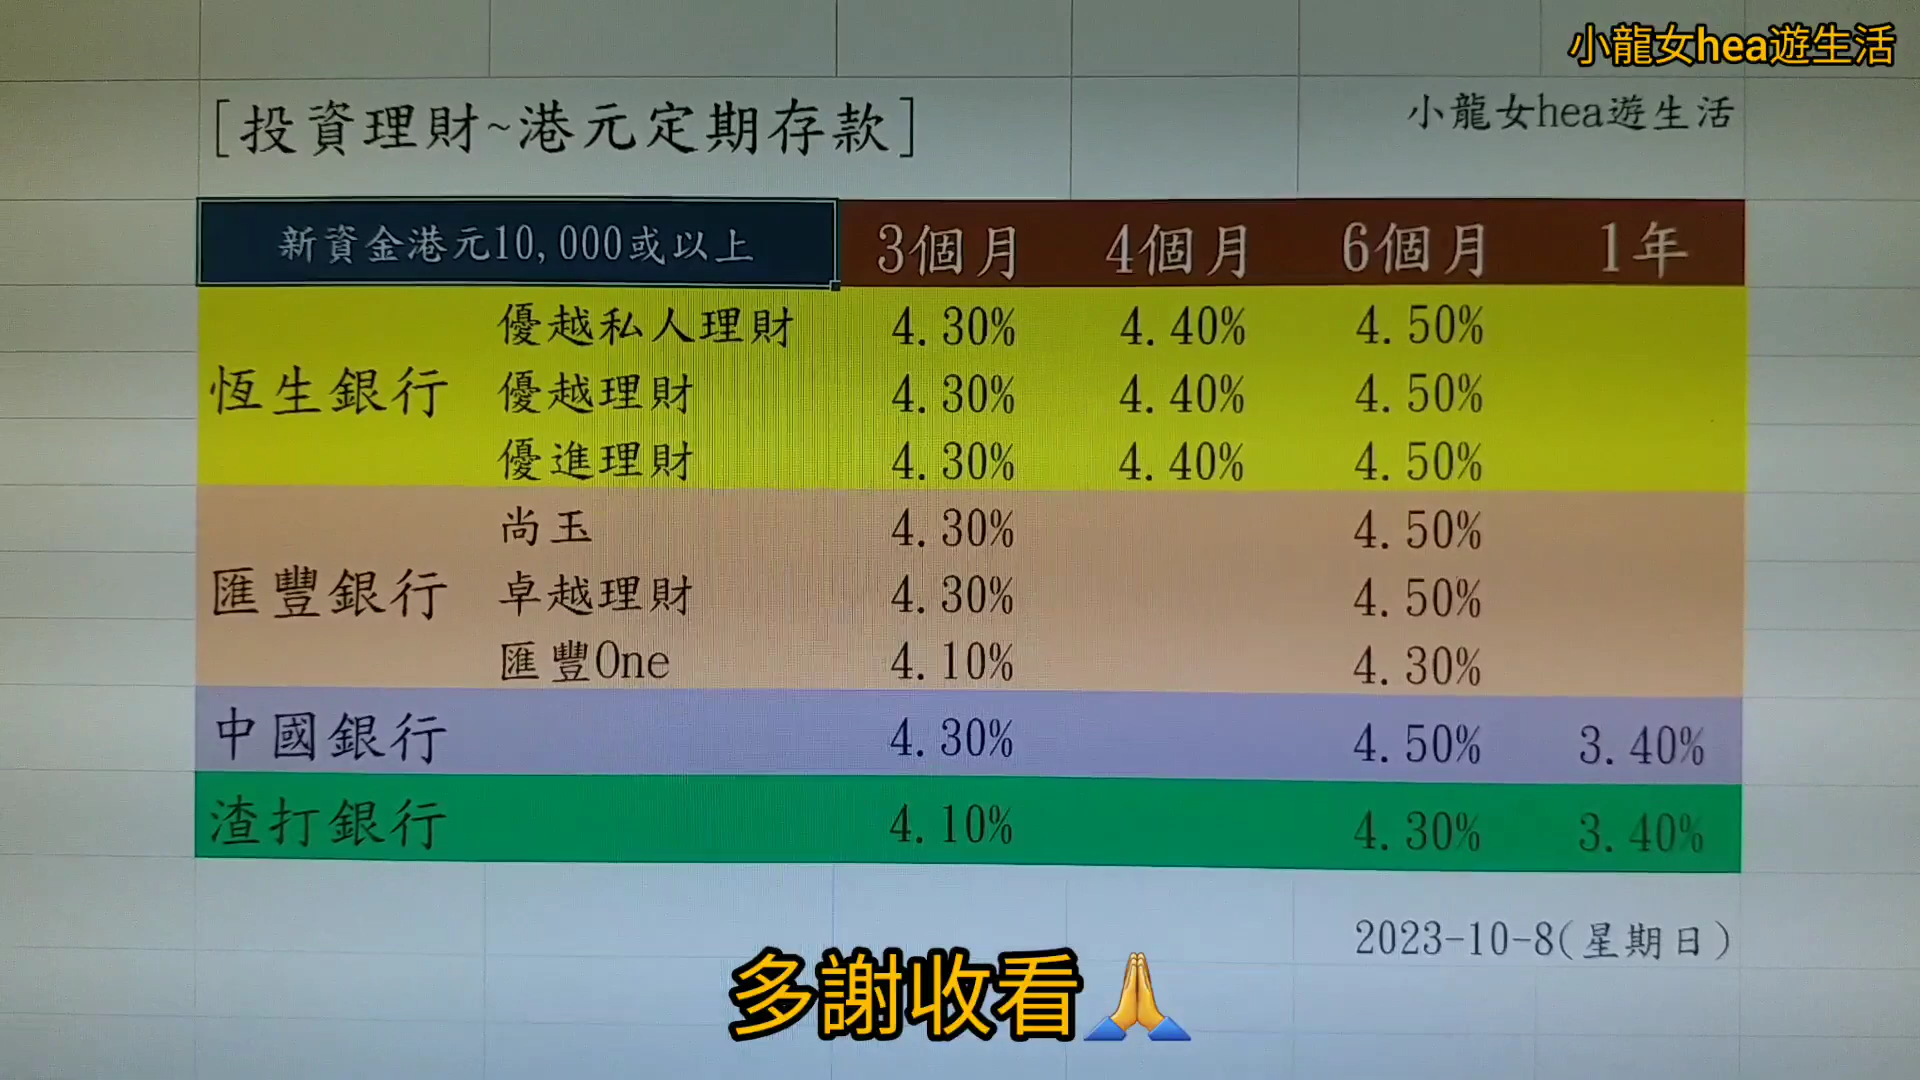 小龍女hea遊生活
[投資理財~港元定期存款]
小龍女hea遊生活
新資金港元10,000或以上 3個月 4個月 6個月 1年
優越私人理財 4.30% 4.40% 4.50%
恆生銀行 優越理財 4.30% 4.40% 4.50%
優進理財 4.30% 4.40% 4.50%
尚玉 4.30% 4.50%
匯豐銀行 卓越理財 4.30% 4.50%
匯豐One 4.10% 4.30%
中國銀行 4.30% 4.50% 3.40%
渣打銀行 4.10% 4.30% 3.40%
2023-10-8(星期日)
多謝收看🙏